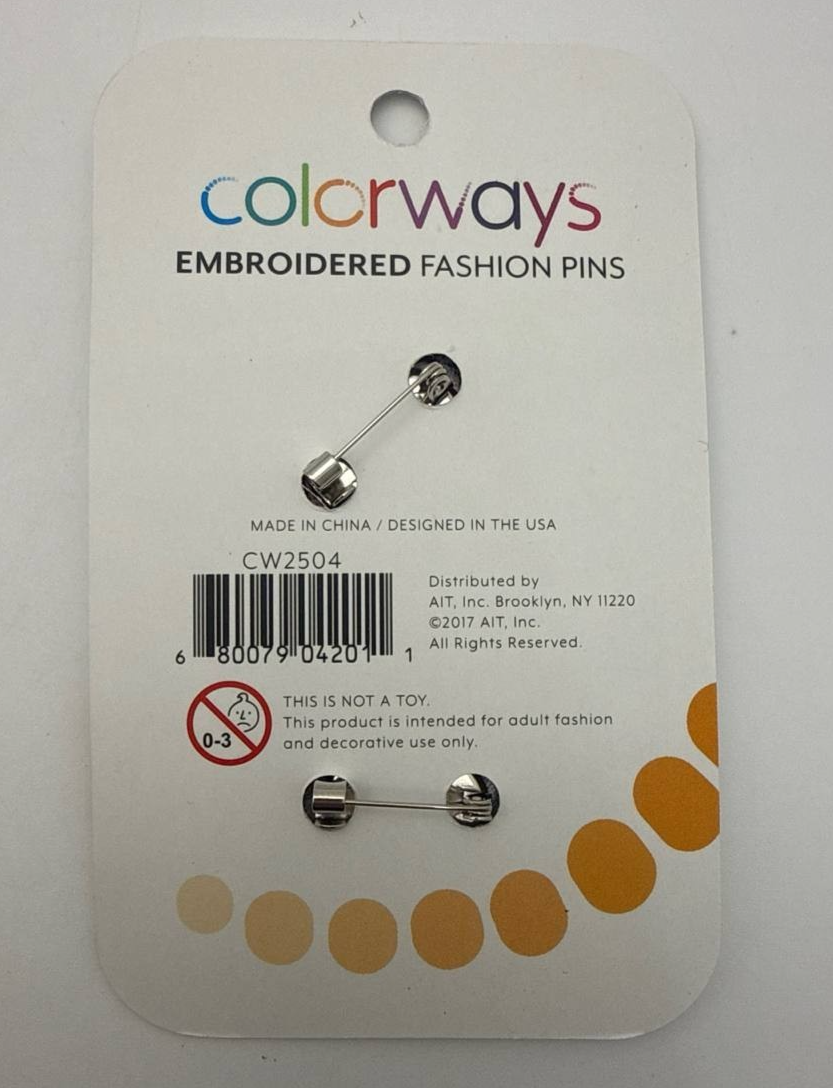 colorways
EMBROIDERED FASHION PINS
MADE IN CHINA / DESIGNED IN THE USA
CW2504
6 80079 04201 1
Distributed by
AIT, Inc. Brooklyn, NY 11220
©2017 AIT, Inc.
All Rights Reserved.
0-3
THIS IS NOT A TOY.
This product is intended for adult fashion
and decorative use only.